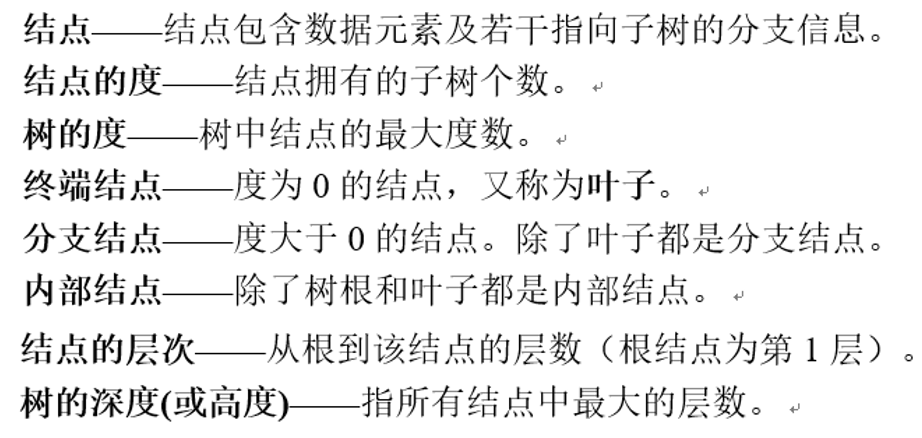 结点——结点包含数据元素及若干指向子树的分支信息。
结点的度——结点拥有的子树个数。
树的度——树中结点的最大度数。
终端结点——度为 0 的结点，又称为叶子。
分支结点——度大于 0 的结点。除了叶子都是分支结点。
内部结点——除了树根和叶子都是内部结点。
结点的层次——从根到该结点的层数（根结点为第 1 层）。
树的深度(或高度)——指所有结点中最大的层数。